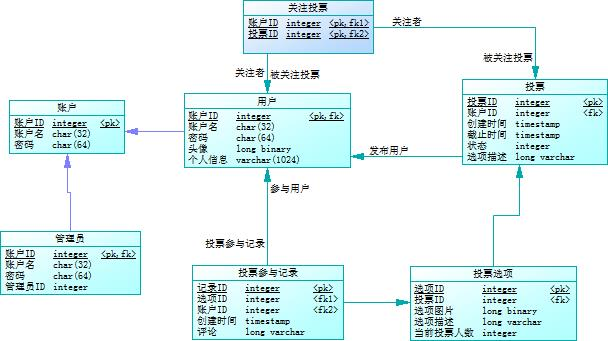 关注投票
账户ID integer <pk,fk1>
投票ID integer <pk,fk2>
关注者
被关注投票
关注者
被关注投票
用户
账户ID integer <pk,fk>
账户名 char(32)
密码 char(64)
头像 long binary
个人信息 varchar(1024)
投票
投票ID integer <pk>
账户ID integer <fk>
创建时间 timestamp
截止时间 timestamp
状态 integer
选项描述 long varchar
账户
账户ID integer <pk>
账户名 char(32)
密码 char(64)
发布用户
参与用户
投票参与记录
管理员
账户ID integer <pk,fk>
账户名 char(32)
密码 char(64)
管理员ID integer
投票参与记录
记录ID integer <pk>
选项ID integer <fk1>
账户ID integer <fk2>
创建时间 timestamp
评论 long varchar
投票选项
选项ID integer <pk>
投票ID integer <fk>
选项图片 long binary
选项描述 long varchar
当前投票人数 integer